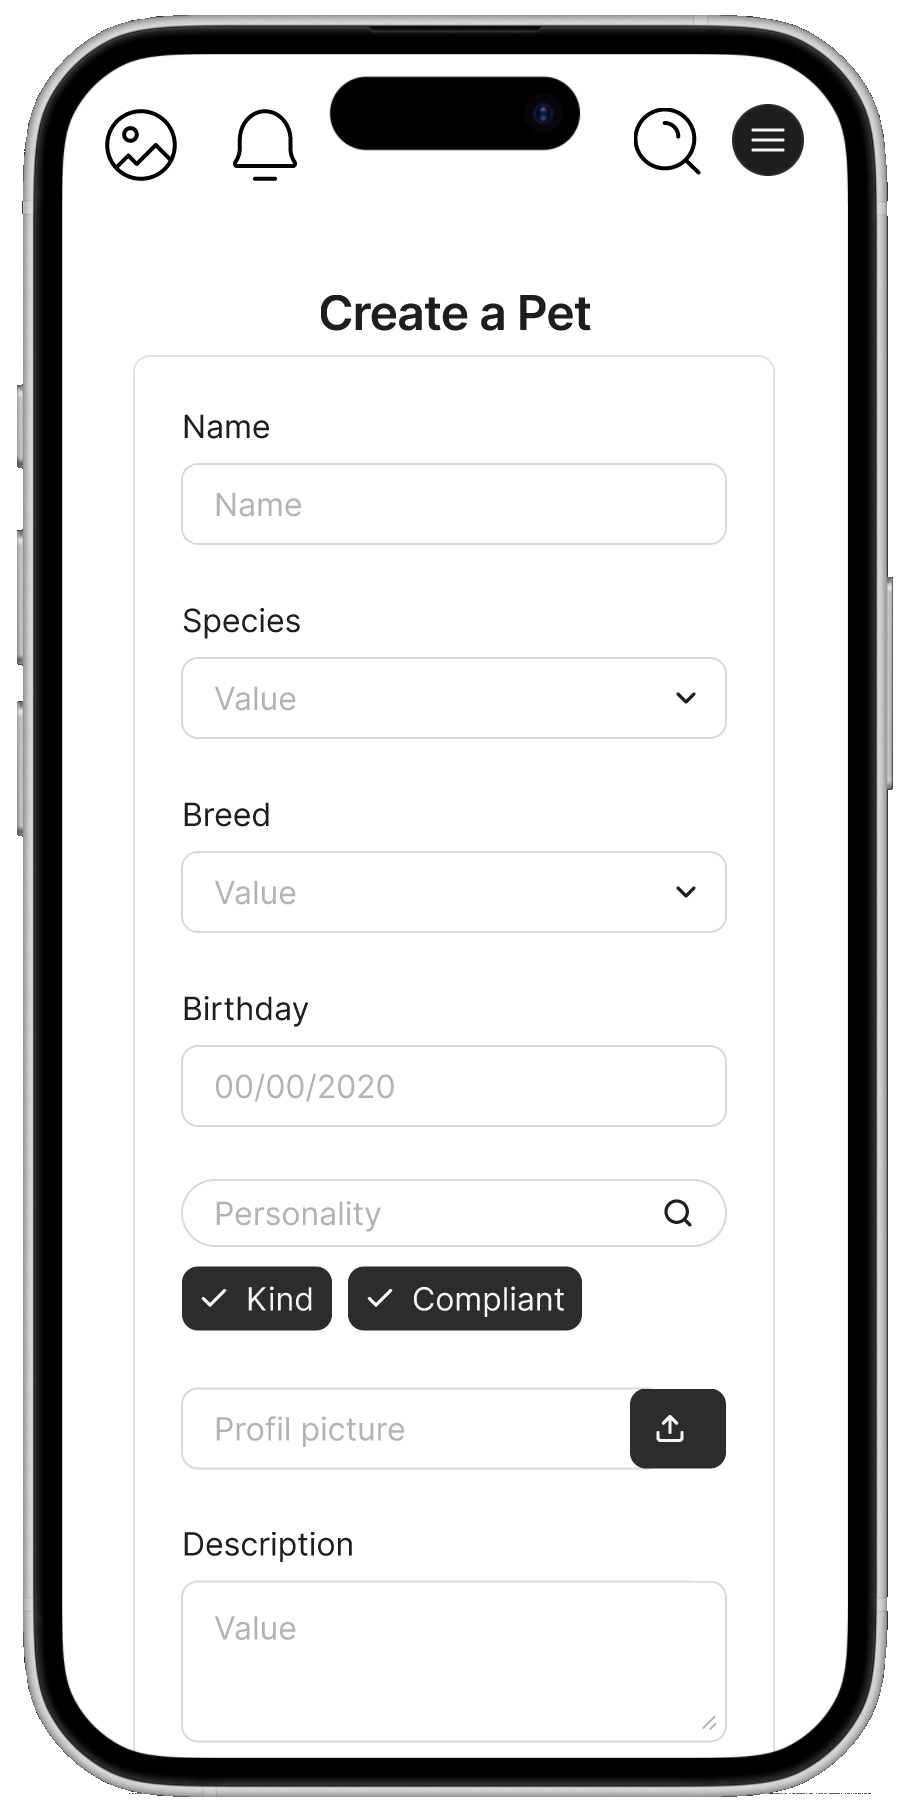 Create a Pet
Name
Name
Species
Value
Breed
Value
Birthday
00/00/2020
Personality
Kind
Compliant
Profil picture
Description
Value